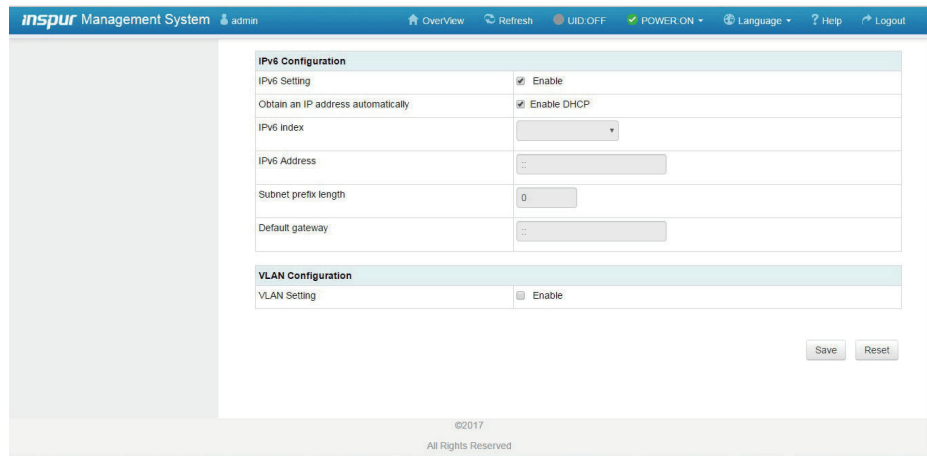 inspur Management System admin OverView Refresh UID:OFF POWER:ON Language Help Logout
IPv6 Configuration
IPv6 Setting Enable
Obtain an IP address automatically Enable DHCP
IPv6 index
IPv6 Address ::
Subnet prefix length 0
Default gateway ::
VLAN Configuration
VLAN Setting Enable
Save Reset
©2017
All Rights Reserved